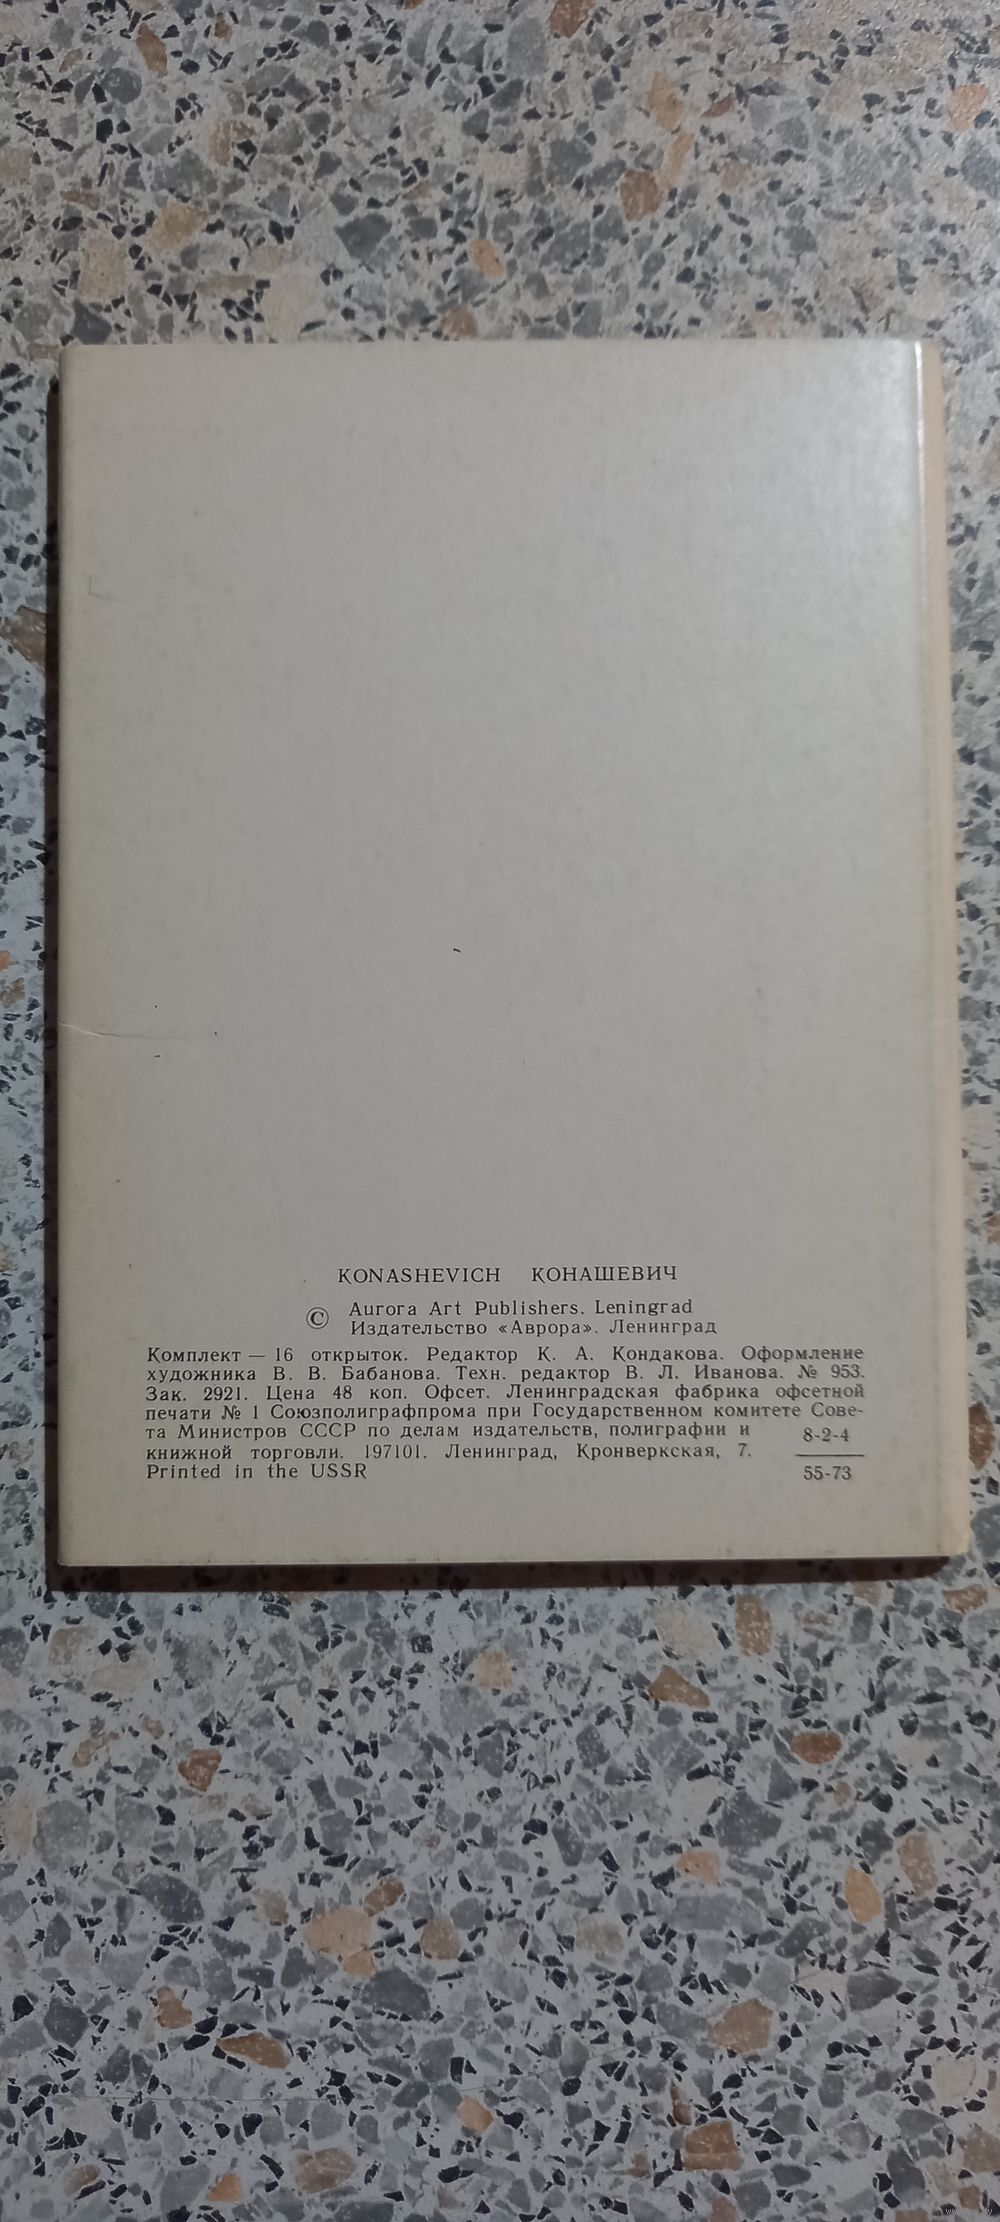 KONASHEVICH КОНАШЕВИЧ
© Aurora Art Publishers. Leningrad
Издательство «Аврора». Ленинград
Комплект — 16 открыток. Редактор К. А. Кондакова. Оформление
художника В. В. Бабанова. Техн. редактор В. Л. Иванова. № 953.
Зак. 2921. Цена 48 коп. Офсет. Ленинградская фабрика офсетной
печати № 1 Союзполиграфпрома при Государственном комитете Сове-
та Министров СССР по делам издательств, полиграфии и
книжной торговли. 197101, Ленинград, Кронверкская, 7.
Printed in the USSR
8-2-4
55-73